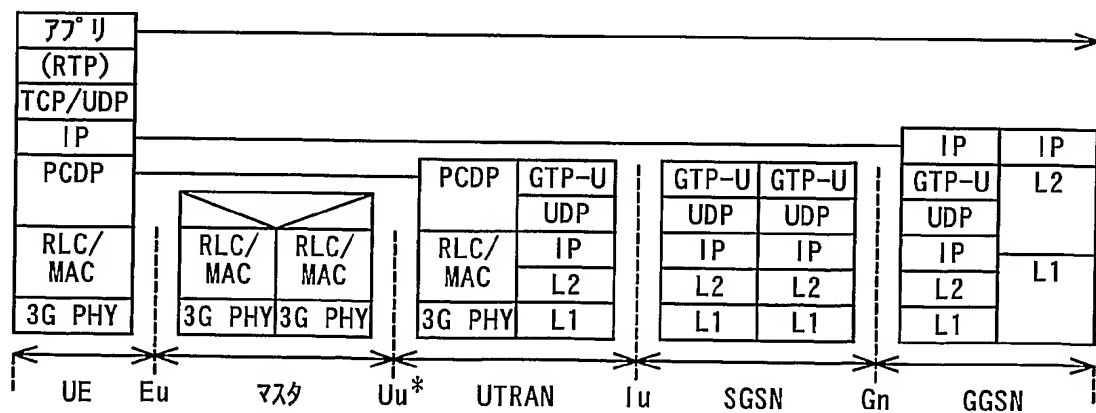 アプリ
(RTP)
TCP/UDP
IP
PCDP
RLC/
MAC
3G PHY
RLC/
MAC
RLC/
MAC
3G PHY
3G PHY
PCDP
RLC/
MAC
3G PHY
GTP-U
UDP
IP
L2
L1
GTP-U
UDP
IP
L2
L1
GTP-U
UDP
IP
L2
L1
IP
GTP-U
UDP
IP
L2
L1
IP
L2
L1
UE
Eu
マスタ
Uu*
UTRAN
Iu
SGSN
Gn
GGSN